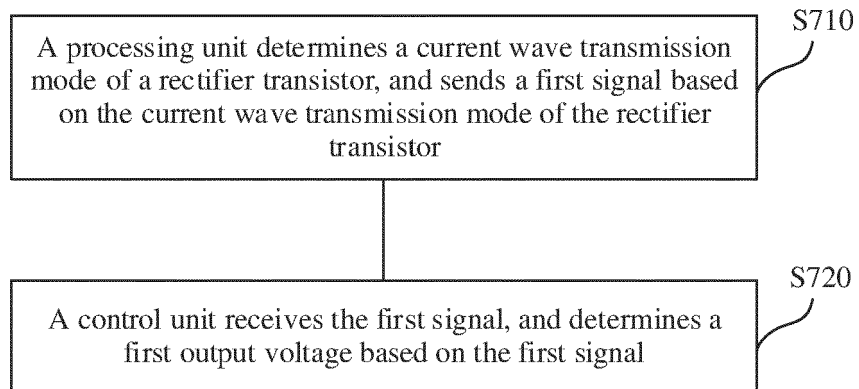 S710
A processing unit determines a current wave transmission
mode of a rectifier transistor, and sends a first signal based
on the current wave transmission mode of the rectifier
transistor
S720
A control unit receives the first signal, and determines a
first output voltage based on the first signal